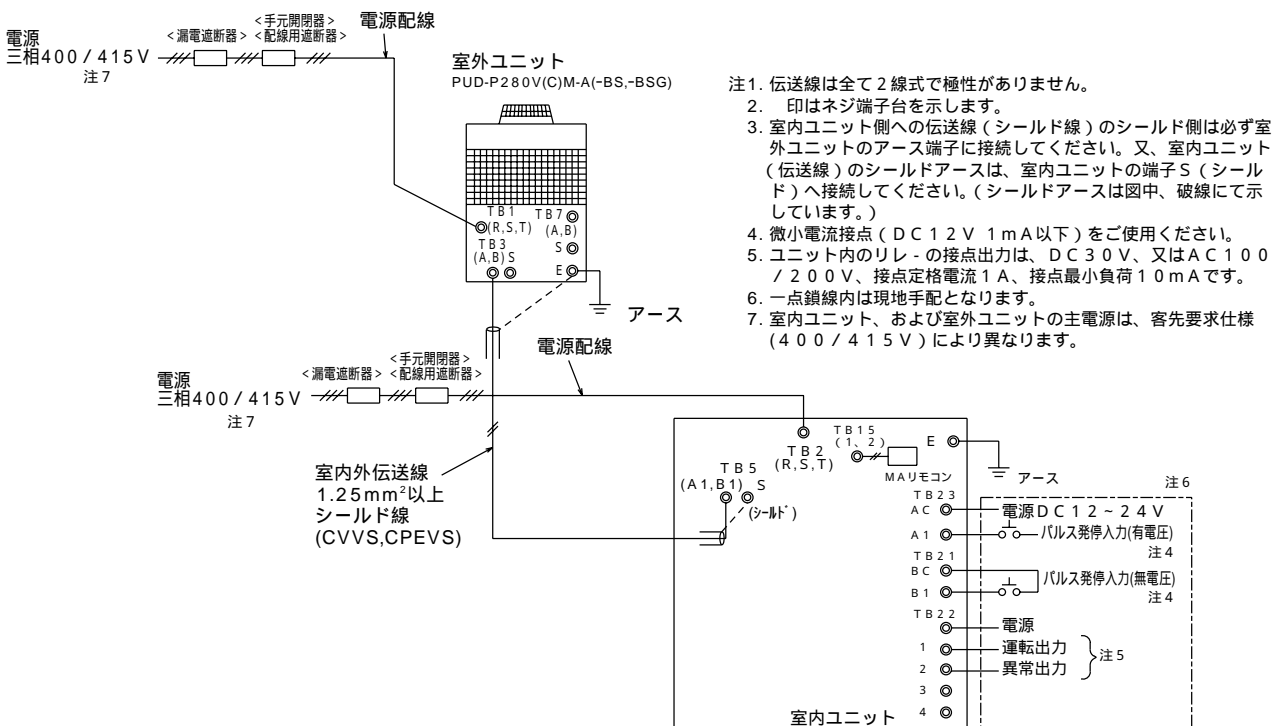 電源
三相400/415V
注7
<漏電遮断器>
<手元開閉器>
<配線用遮断器>
電源配線
室外ユニット
PUD-P280V(C)M-A(-BS,-BSG)
TB1
(R,S,T)
TB7
(A,B)
TB3
(A,B) S
S
E
アース
注1. 伝送線は全て2線式で極性がありません。
2. 印はネジ端子台を示します。
3. 室内ユニット側への伝送線(シールド線)のシールド側は必ず室
外ユニットのアース端子に接続してください。又、室内ユニット
(伝送線)のシールドアースは、室内ユニットの端子S(シール
ド)へ接続してください。(シールドアースは図中、破線にて示
しています。)
4. 微小電流接点(DC12V 1mA以下)をご使用ください。
5. ユニット内のリレ-の接点出力は、DC30V、又はAC100
/200V、接点定格電流1A、接点最小負荷10mAです。
6. 一点鎖線内は現地手配となります。
7. 室内ユニット、および室外ユニットの主電源は、客先要求仕様
(400/415V)により異なります。
電源
三相400/415V
注7
<漏電遮断器>
<手元開閉器>
<配線用遮断器>
電源配線
室内外伝送線
1.25mm²以上
シールド線
(CVVS,CPEVS)
TB5
(A1,B1) S
(シールド)
TB2
(R,S,T)
TB15
(1、2)
MAリモコン
E
アース
注6
TB23
AC
電源DC12~24V
A1
パルス発停入力(有電圧)
注4
TB21
BC
B1
パルス発停入力(無電圧)
注4
TB22
電源
1
運転出力
2
異常出力
注5
3
4
室内ユニット